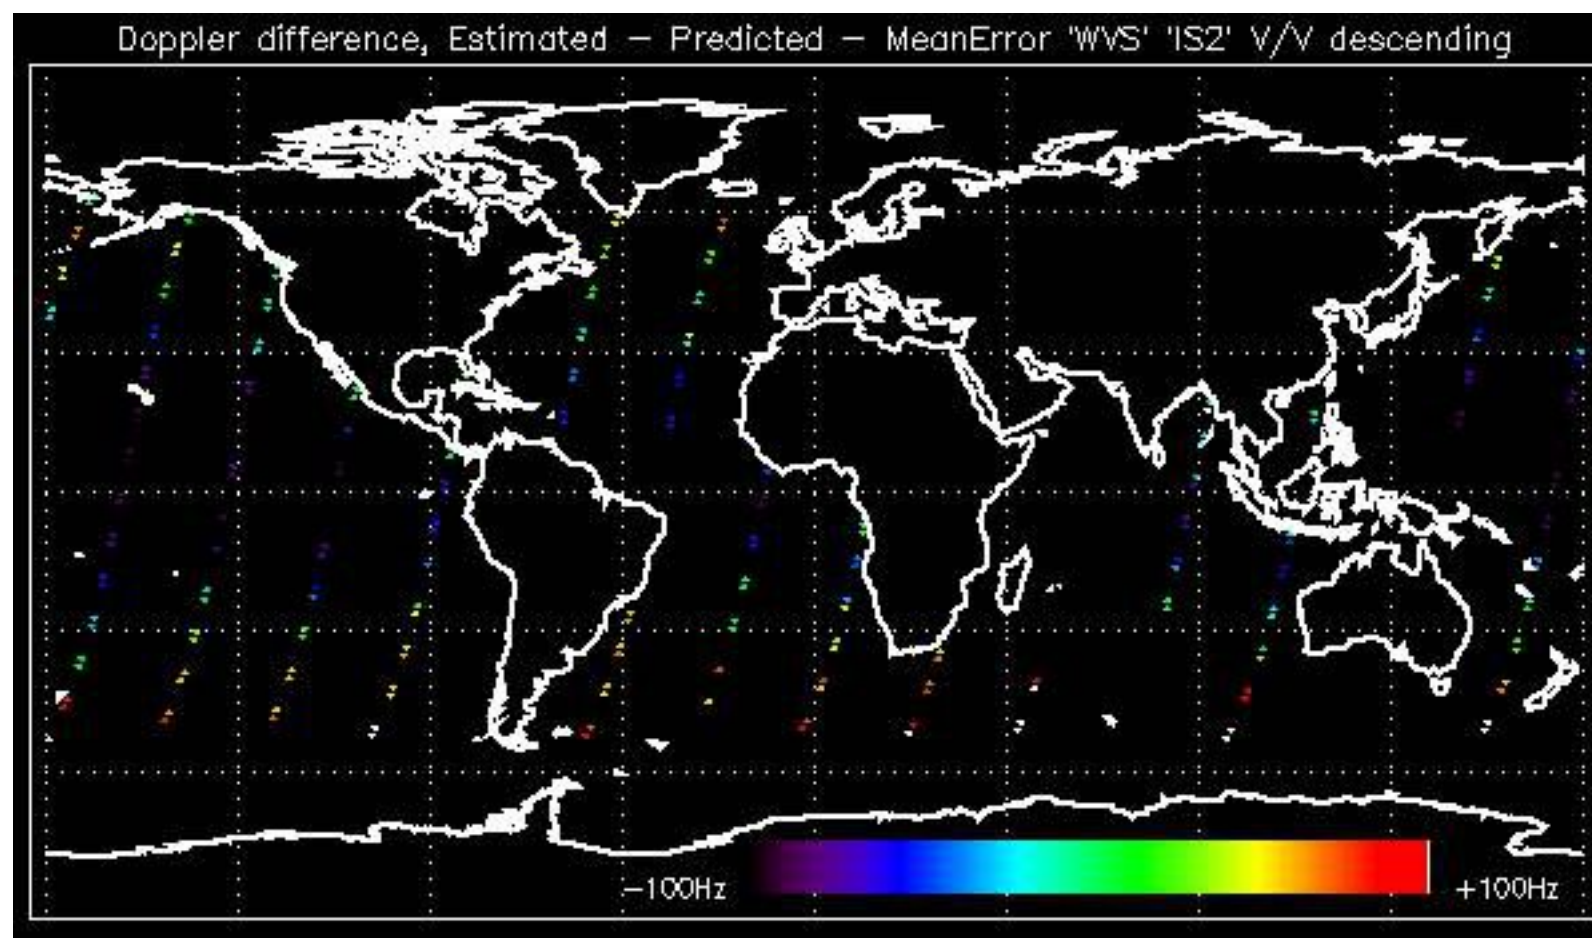 Doppler difference, Estimated – Predicted – MeanError 'WVS' 'IS2' V/V descending
–100Hz +100Hz